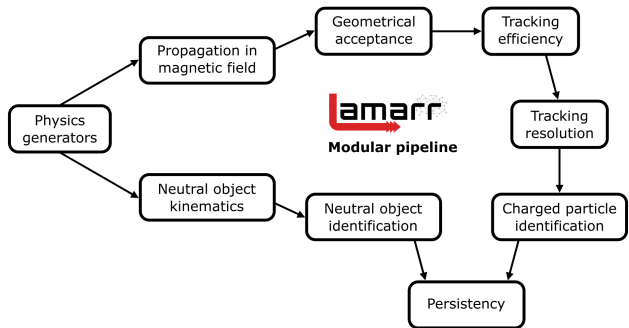 Geometrical
acceptance
Tracking
efficiency
Propagation in
magnetic field
Physics
generators
Lamarr
Modular pipeline
Tracking
resolution
Neutral object
kinematics
Neutral object
identification
Charged particle
identification
Persistency